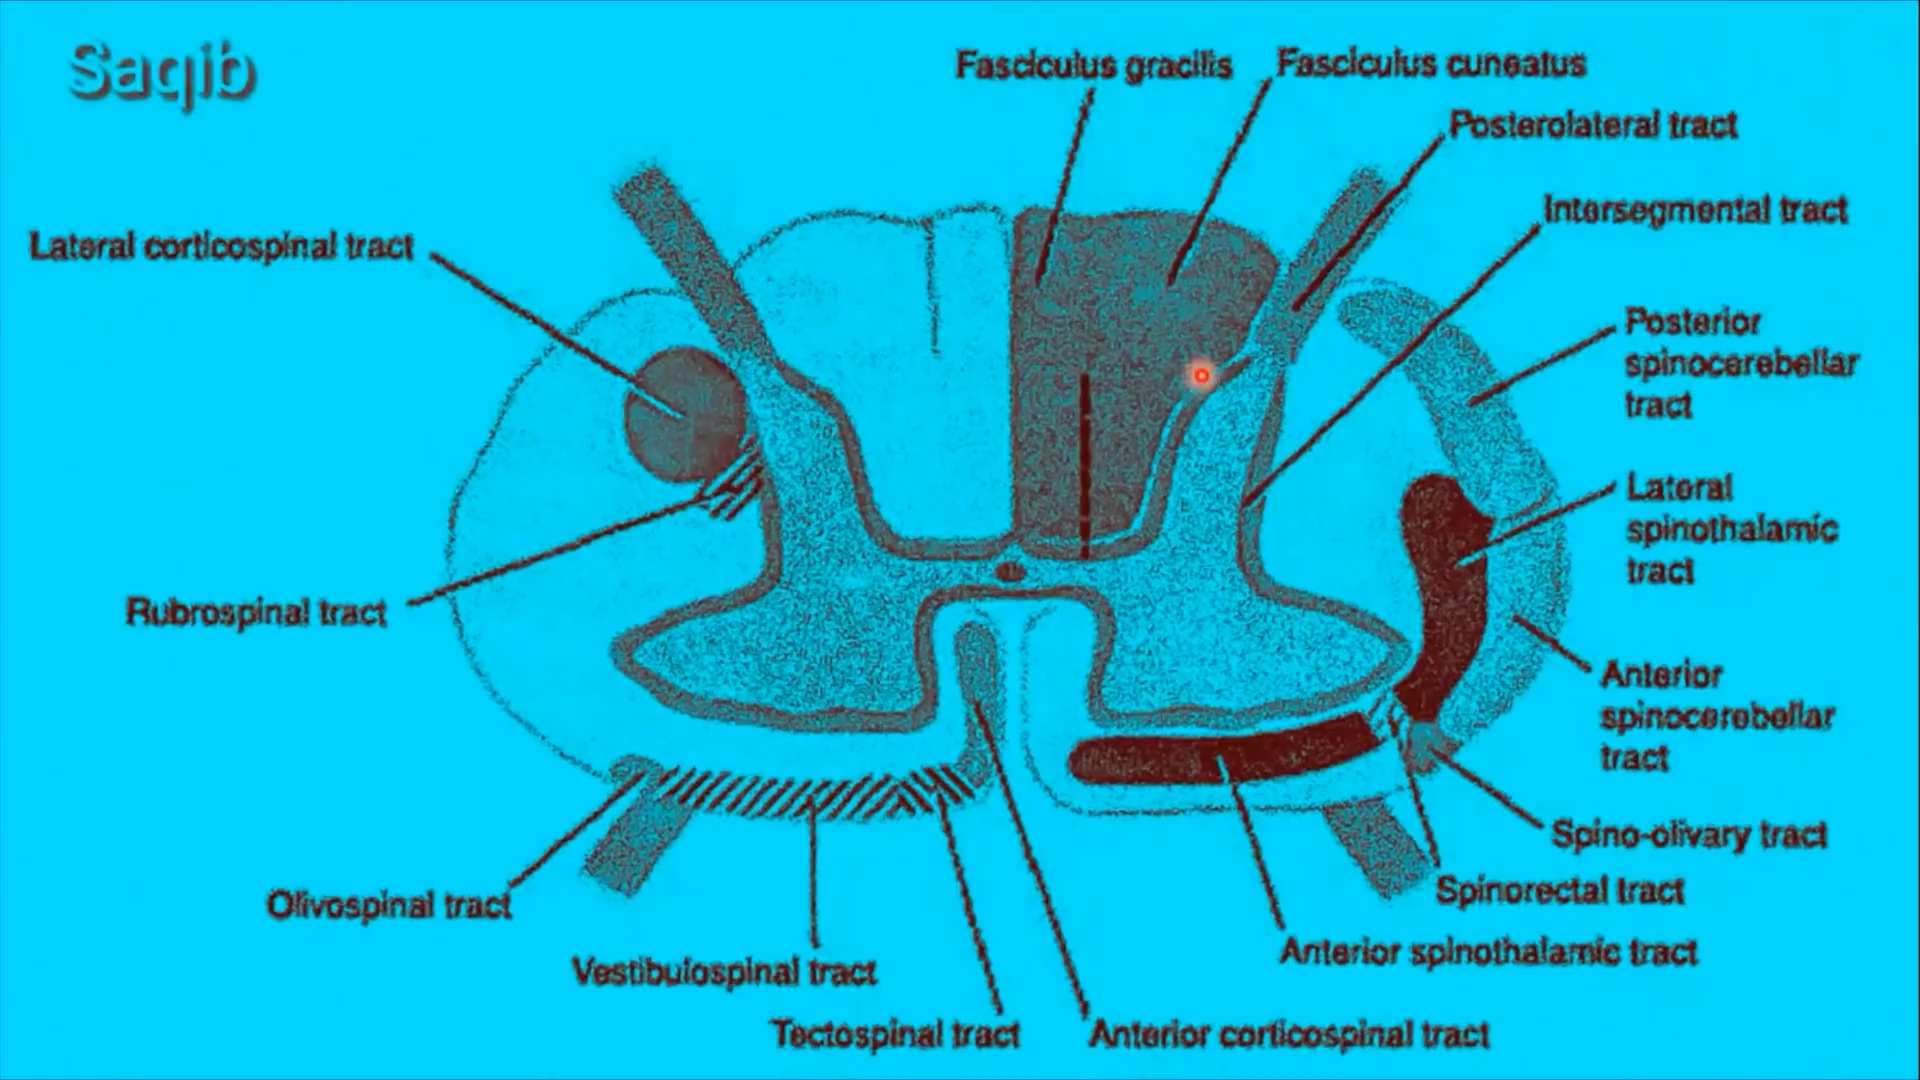 Saqib
Fasciculus gracilis
Fasciculus cuneatus
Posterolateral tract
Intersegmental tract
Lateral corticospinal tract
Posterior
spinocerebellar
tract
Lateral
spinothalamic
tract
Rubrospinal tract
Anterior
spinocerebellar
tract
Spino-olivary tract
Spinorectal tract
Olivospinal tract
Anterior spinothalamic tract
Vestibulospinal tract
Tectospinal tract
Anterior corticospinal tract